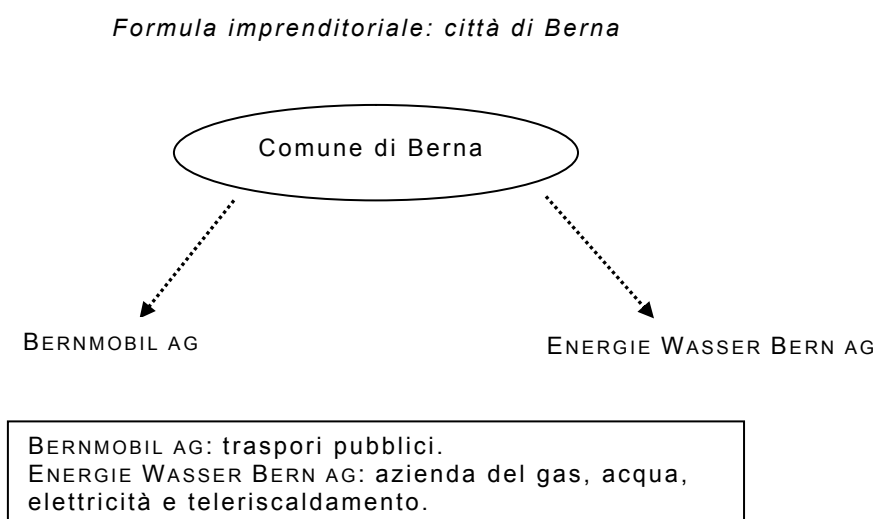 Formula imprenditoriale: città di Berna
Comune di Berna
BERNMOBIL AG
ENERGIE WASSER BERN AG
BERNMOBIL AG: traspori pubblici.
ENERGIE WASSER BERN AG: azienda del gas, acqua,
elettricità e teleriscaldamento.